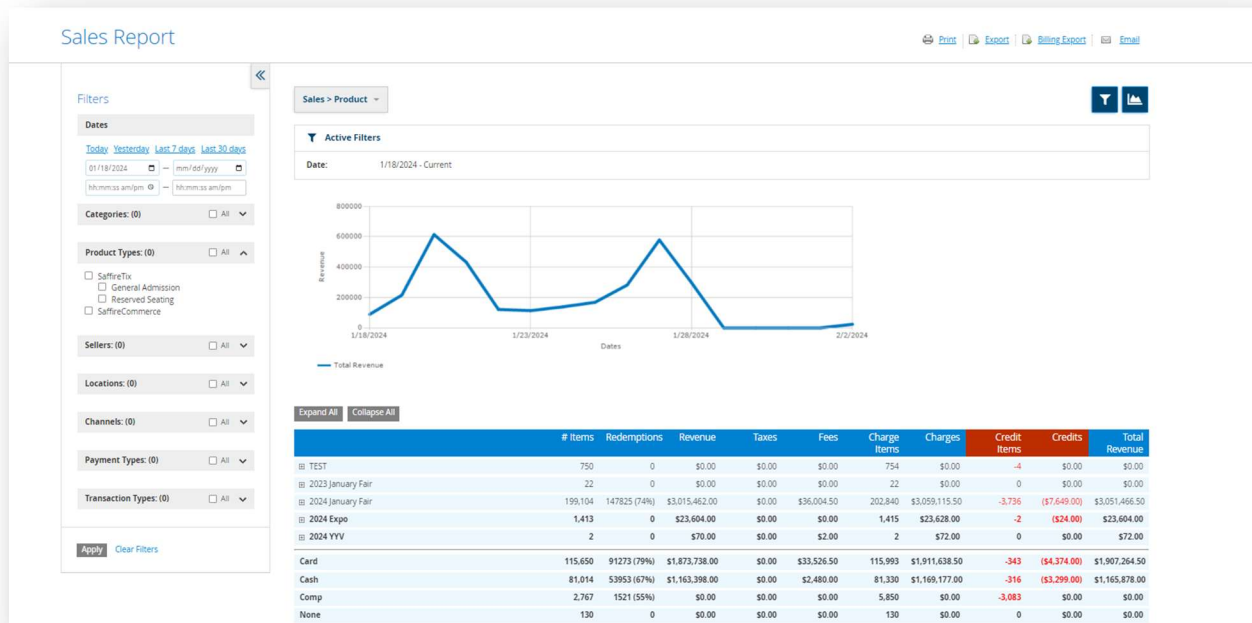 Sales Report
Print Export Billing Export Email
Filters
Dates
Today Yesterday Last 7 days Last 30 days
01/18/2024 — mm/dd/yyyy
hh:mm:ss am/pm — hh:mm:ss am/pm
Categories: (0) All
Product Types: (0) All
SaffireTix
General Admission
Reserved Seating
SaffireCommerce
Sellers: (0) All
Locations: (0) All
Channels: (0) All
Payment Types: (0) All
Transaction Types: (0) All
Apply Clear Filters
Sales > Product
Active Filters
Date: 1/18/2024 - Current
800000
600000
400000
200000
0
Revenue
1/18/2024 1/23/2024 1/28/2024 2/2/2024
Dates
Total Revenue
Expand All Collapse All
# Items Redemptions Revenue Taxes Fees Charge Items Charges Credit Items Credits Total Revenue
TEST 750 0 $0.00 $0.00 $0.00 754 $0.00 -4 $0.00 $0.00
2023 January Fair 22 0 $0.00 $0.00 $0.00 22 $0.00 0 $0.00 $0.00
2024 January Fair 199,104 147825 (74%) $3,015,462.00 $0.00 $36,004.50 202,840 $3,059,115.50 -3,736 ($7,649.00) $3,051,466.50
2024 Expo 1,413 0 $23,604.00 $0.00 $0.00 1,415 $23,628.00 -2 ($24.00) $23,604.00
2024 YYV 2 0 $70.00 $0.00 $2.00 2 $72.00 0 $0.00 $72.00
Card 115,650 91273 (79%) $1,873,738.00 $0.00 $33,526.50 115,993 $1,911,638.50 -343 ($4,374.00) $1,907,264.50
Cash 81,014 53953 (67%) $1,163,398.00 $0.00 $2,480.00 81,330 $1,169,177.00 -316 ($3,299.00) $1,165,878.00
Comp 2,767 1521 (55%) $0.00 $0.00 $0.00 5,850 $0.00 -3,083 $0.00 $0.00
None 130 0 $0.00 $0.00 $0.00 130 $0.00 0 $0.00 $0.00